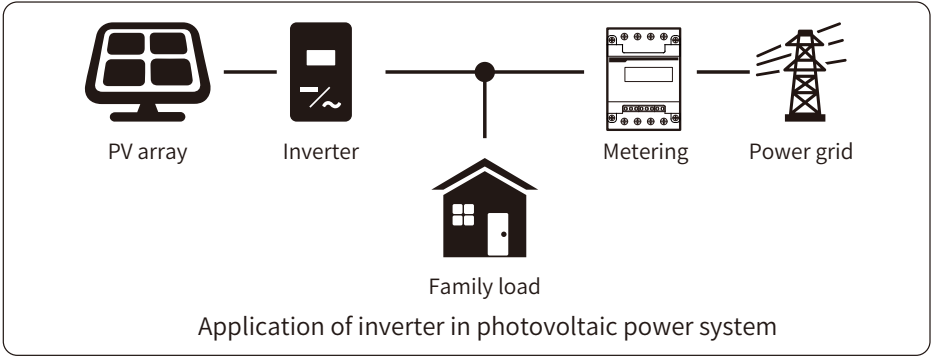 PV array
Inverter
Metering
Power grid
Family load
Application of inverter in photovoltaic power system